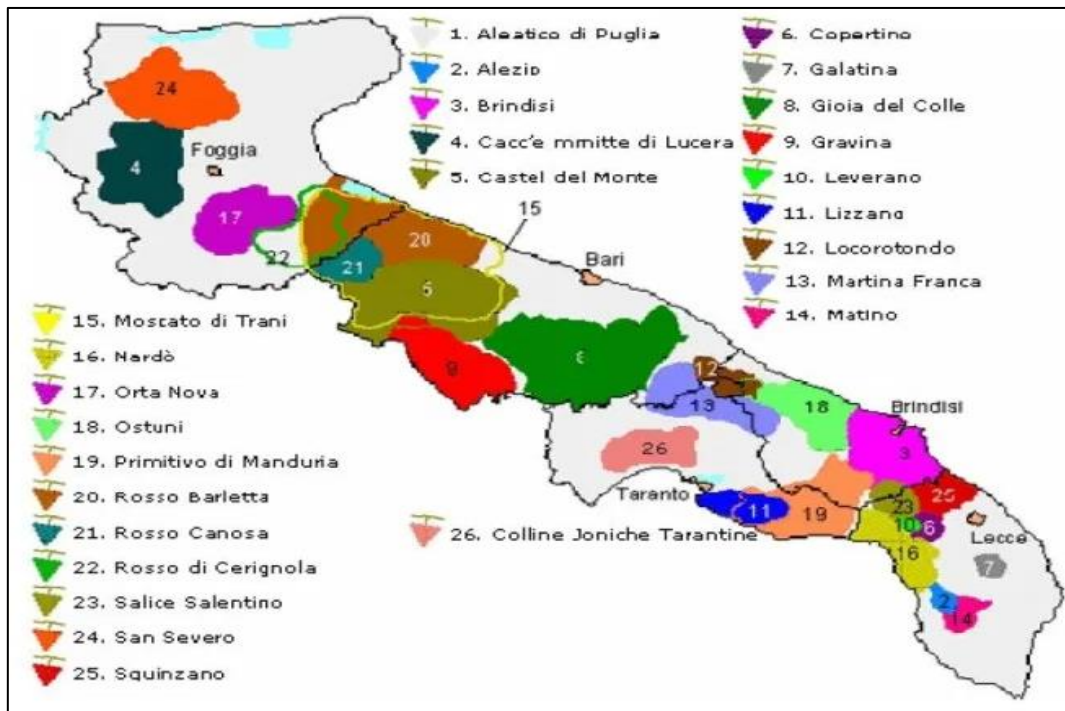 1. Aleatico di Puglia
2. Alezio
3. Brindisi
4. Cacc'e mmitte di Lucera
5. Castel del Monte
6. Copertino
7. Galatina
8. Gioia del Colle
9. Gravina
10. Leverano
11. Lizzano
12. Locorotondo
13. Martina Franca
14. Matino
15. Moscato di Trani
16. Nardò
17. Orta Nova
18. Ostuni
19. Primitivo di Manduria
20. Rosso Barletta
21. Rosso Canosa
22. Rosso di Cerignola
23. Salice Salentino
24. San Severo
25. Squinzano
26. Colline Joniche Tarantine
24
Foggia
4
17
22
15
20
21
5
Bari
9
8
12
13
18
Brindisi
3
26
Taranto
11
19
23
25
10
6
Lecce
16
7
2
14